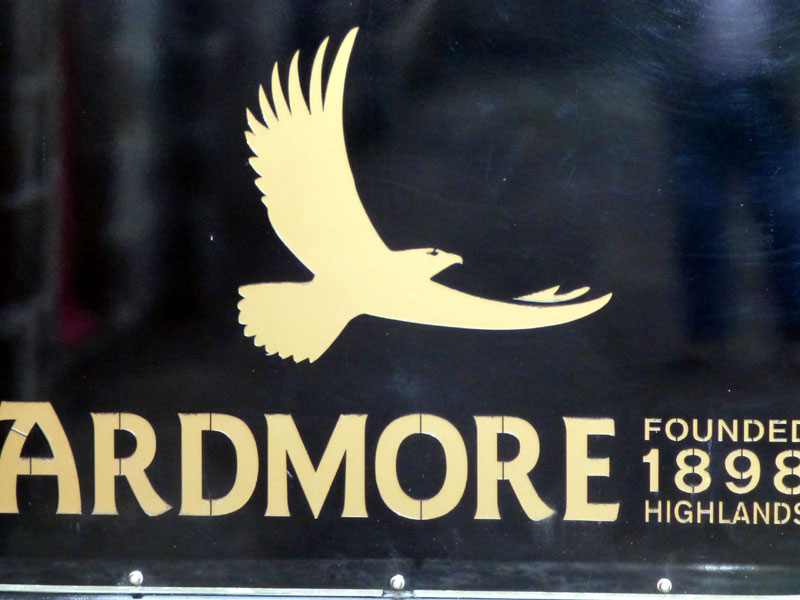 ARDMORE
FOUNDED
1898
HIGHLANDS